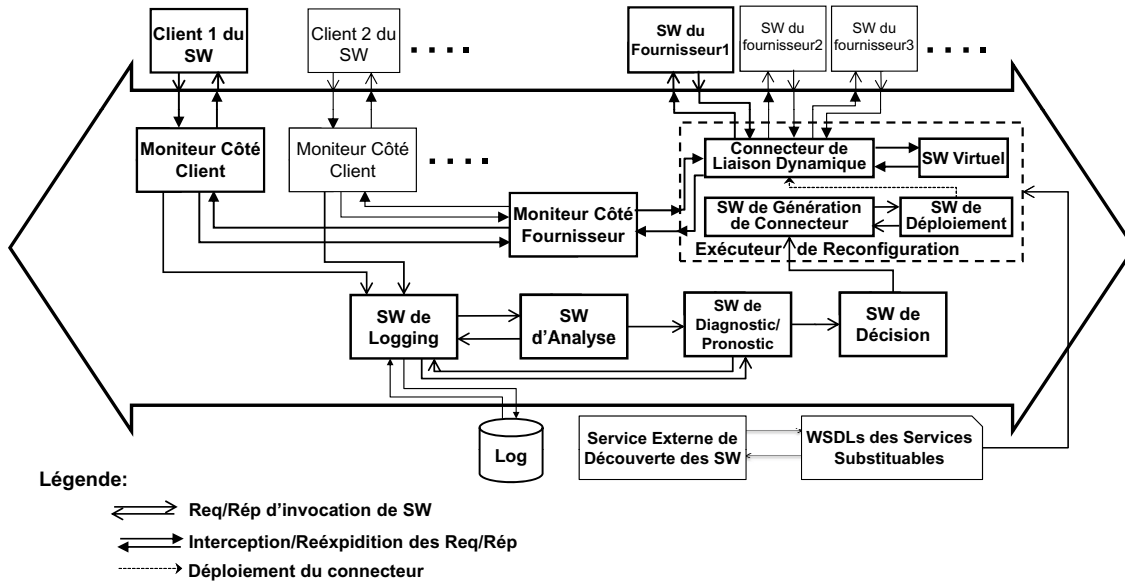 Client 1 du
SW
Client 2 du
SW
SW du
Fournisseur1
SW du
fournisseur2
SW du
fournisseur3
Moniteur Côté
Client
Moniteur Côté
Client
Connecteur de
Liaison Dynamique
SW Virtuel
Moniteur Côté
Fournisseur
SW de Génération
de Connecteur
SW de
Déploiement
Exécuteur de Reconfiguration
SW de
Logging
SW
d'Analyse
SW de
Diagnostic/
Pronostic
SW de
Décision
Log
Service Externe de
Découverte des SW
WSDLs des Services
Substituables
Légende:
Req/Rép d'invocation de SW
Interception/Reéxpidition des Req/Rép
Déploiement du connecteur